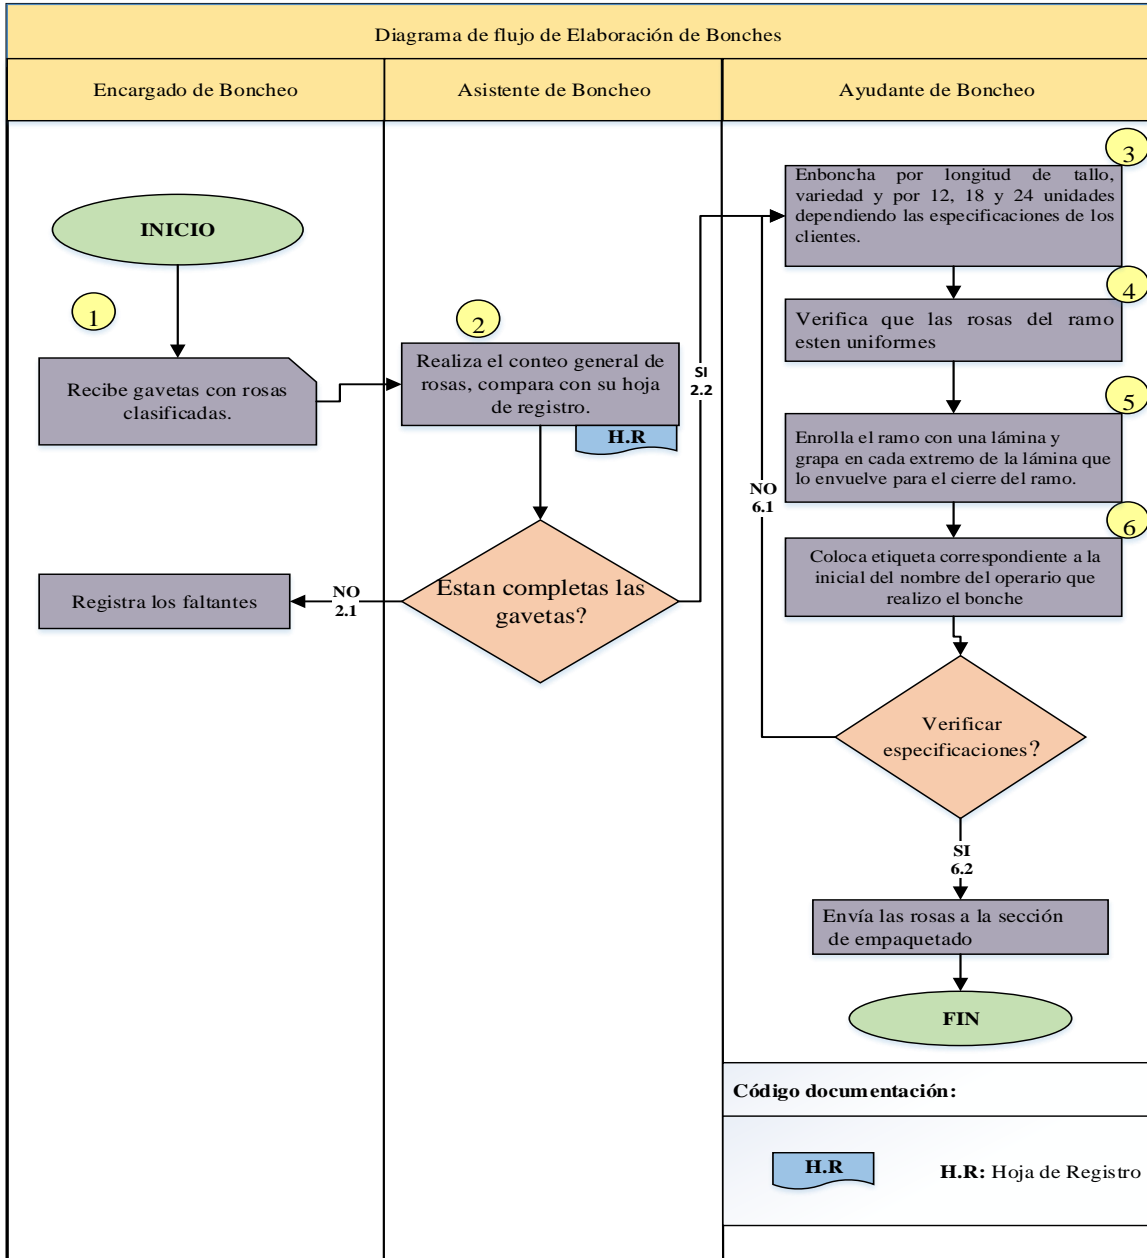 Diagrama de flujo de Elaboración de Bonches
Encargado de Boncheo
Asistente de Boncheo
Ayudante de Boncheo
INICIO
1
Recibe gavetas con rosas
clasificadas.
2
Realiza el conteo general de
rosas, compara con su hoja
de registro.
H.R
Estan completas las
gavetas?
NO
2.1
Registra los faltantes
SI
2.2
3
Enboncha por longitud de tallo,
variedad y por 12, 18 y 24 unidades
dependiendo las especificaciones de los
clientes.
4
Verifica que las rosas del ramo
esten uniformes
5
Enrolla el ramo con una lámina y
grapa en cada extremo de la lámina que
lo envuelve para el cierre del ramo.
6
Coloca etiqueta correspondiente a la
inicial del nombre del operario que
realizo el bonche
Verificar
especificaciones?
NO
6.1
SI
6.2
Envía las rosas a la sección
de empaquetado
FIN
Código documentación:
H.R
H.R: Hoja de Registro